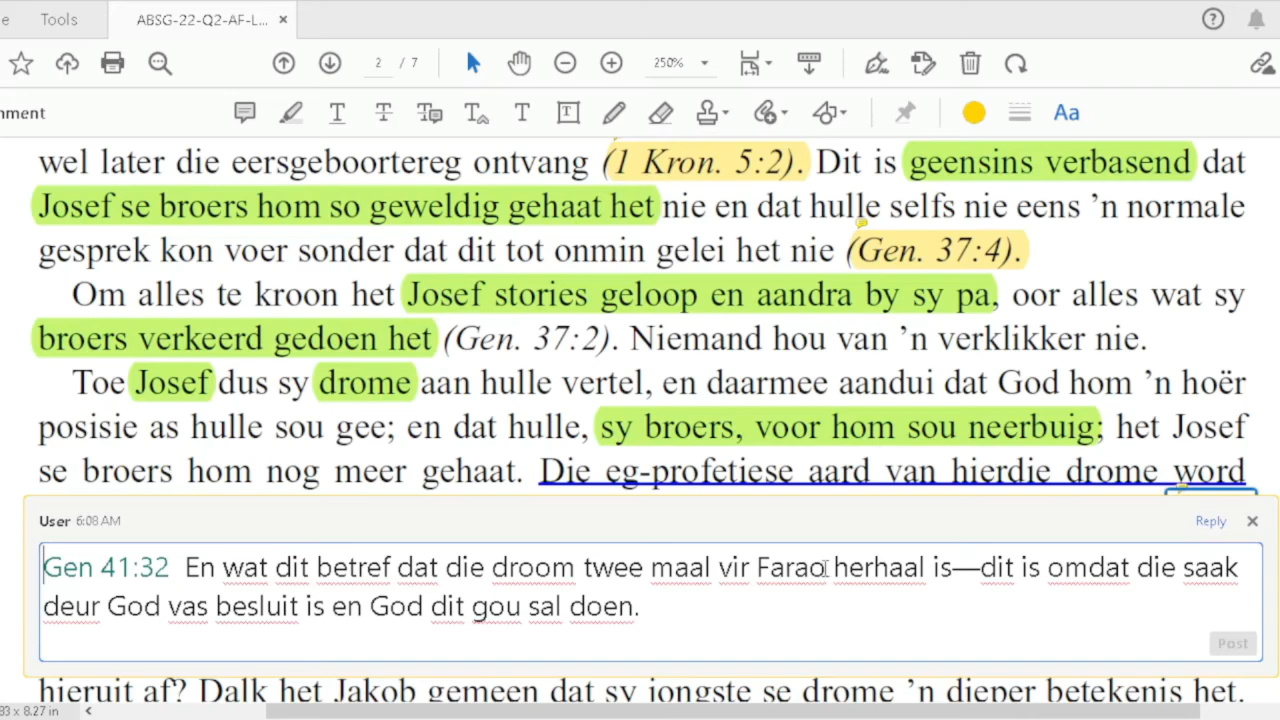 e Tools ABSG-22-Q2-AF-L... ×
2 / 7 250%
nment Aa
wel later die eersgeboortereg ontvang (1 Kron. 5:2). Dit is geensins verbasend dat
Josef se broers hom so geweldig gehaat het nie en dat hulle selfs nie eens ’n normale
gesprek kon voer sonder dat dit tot onmin gelei het nie (Gen. 37:4).
Om alles te kroon het Josef stories geloop en aandra by sy pa, oor alles wat sy
broers verkeerd gedoen het (Gen. 37:2). Niemand hou van ’n verklikker nie.
Toe Josef dus sy drome aan hulle vertel, en daarmee aandui dat God hom ’n hoër
posisie as hulle sou gee; en dat hulle, sy broers, voor hom sou neerbuig; het Josef
se broers hom nog meer gehaat. Die eg-profetiese aard van hierdie drome word
User 6:08 AM Reply ×
Gen 41:32 En wat dit betref dat die droom twee maal vir Farao herhaal is—dit is omdat die saak
deur God vas besluit is en God dit gou sal doen.
Post
hieruit af? Dalk het Jakob gemeen dat sy jongste se drome ’n dieper betekenis het.
83 x 8.27 in